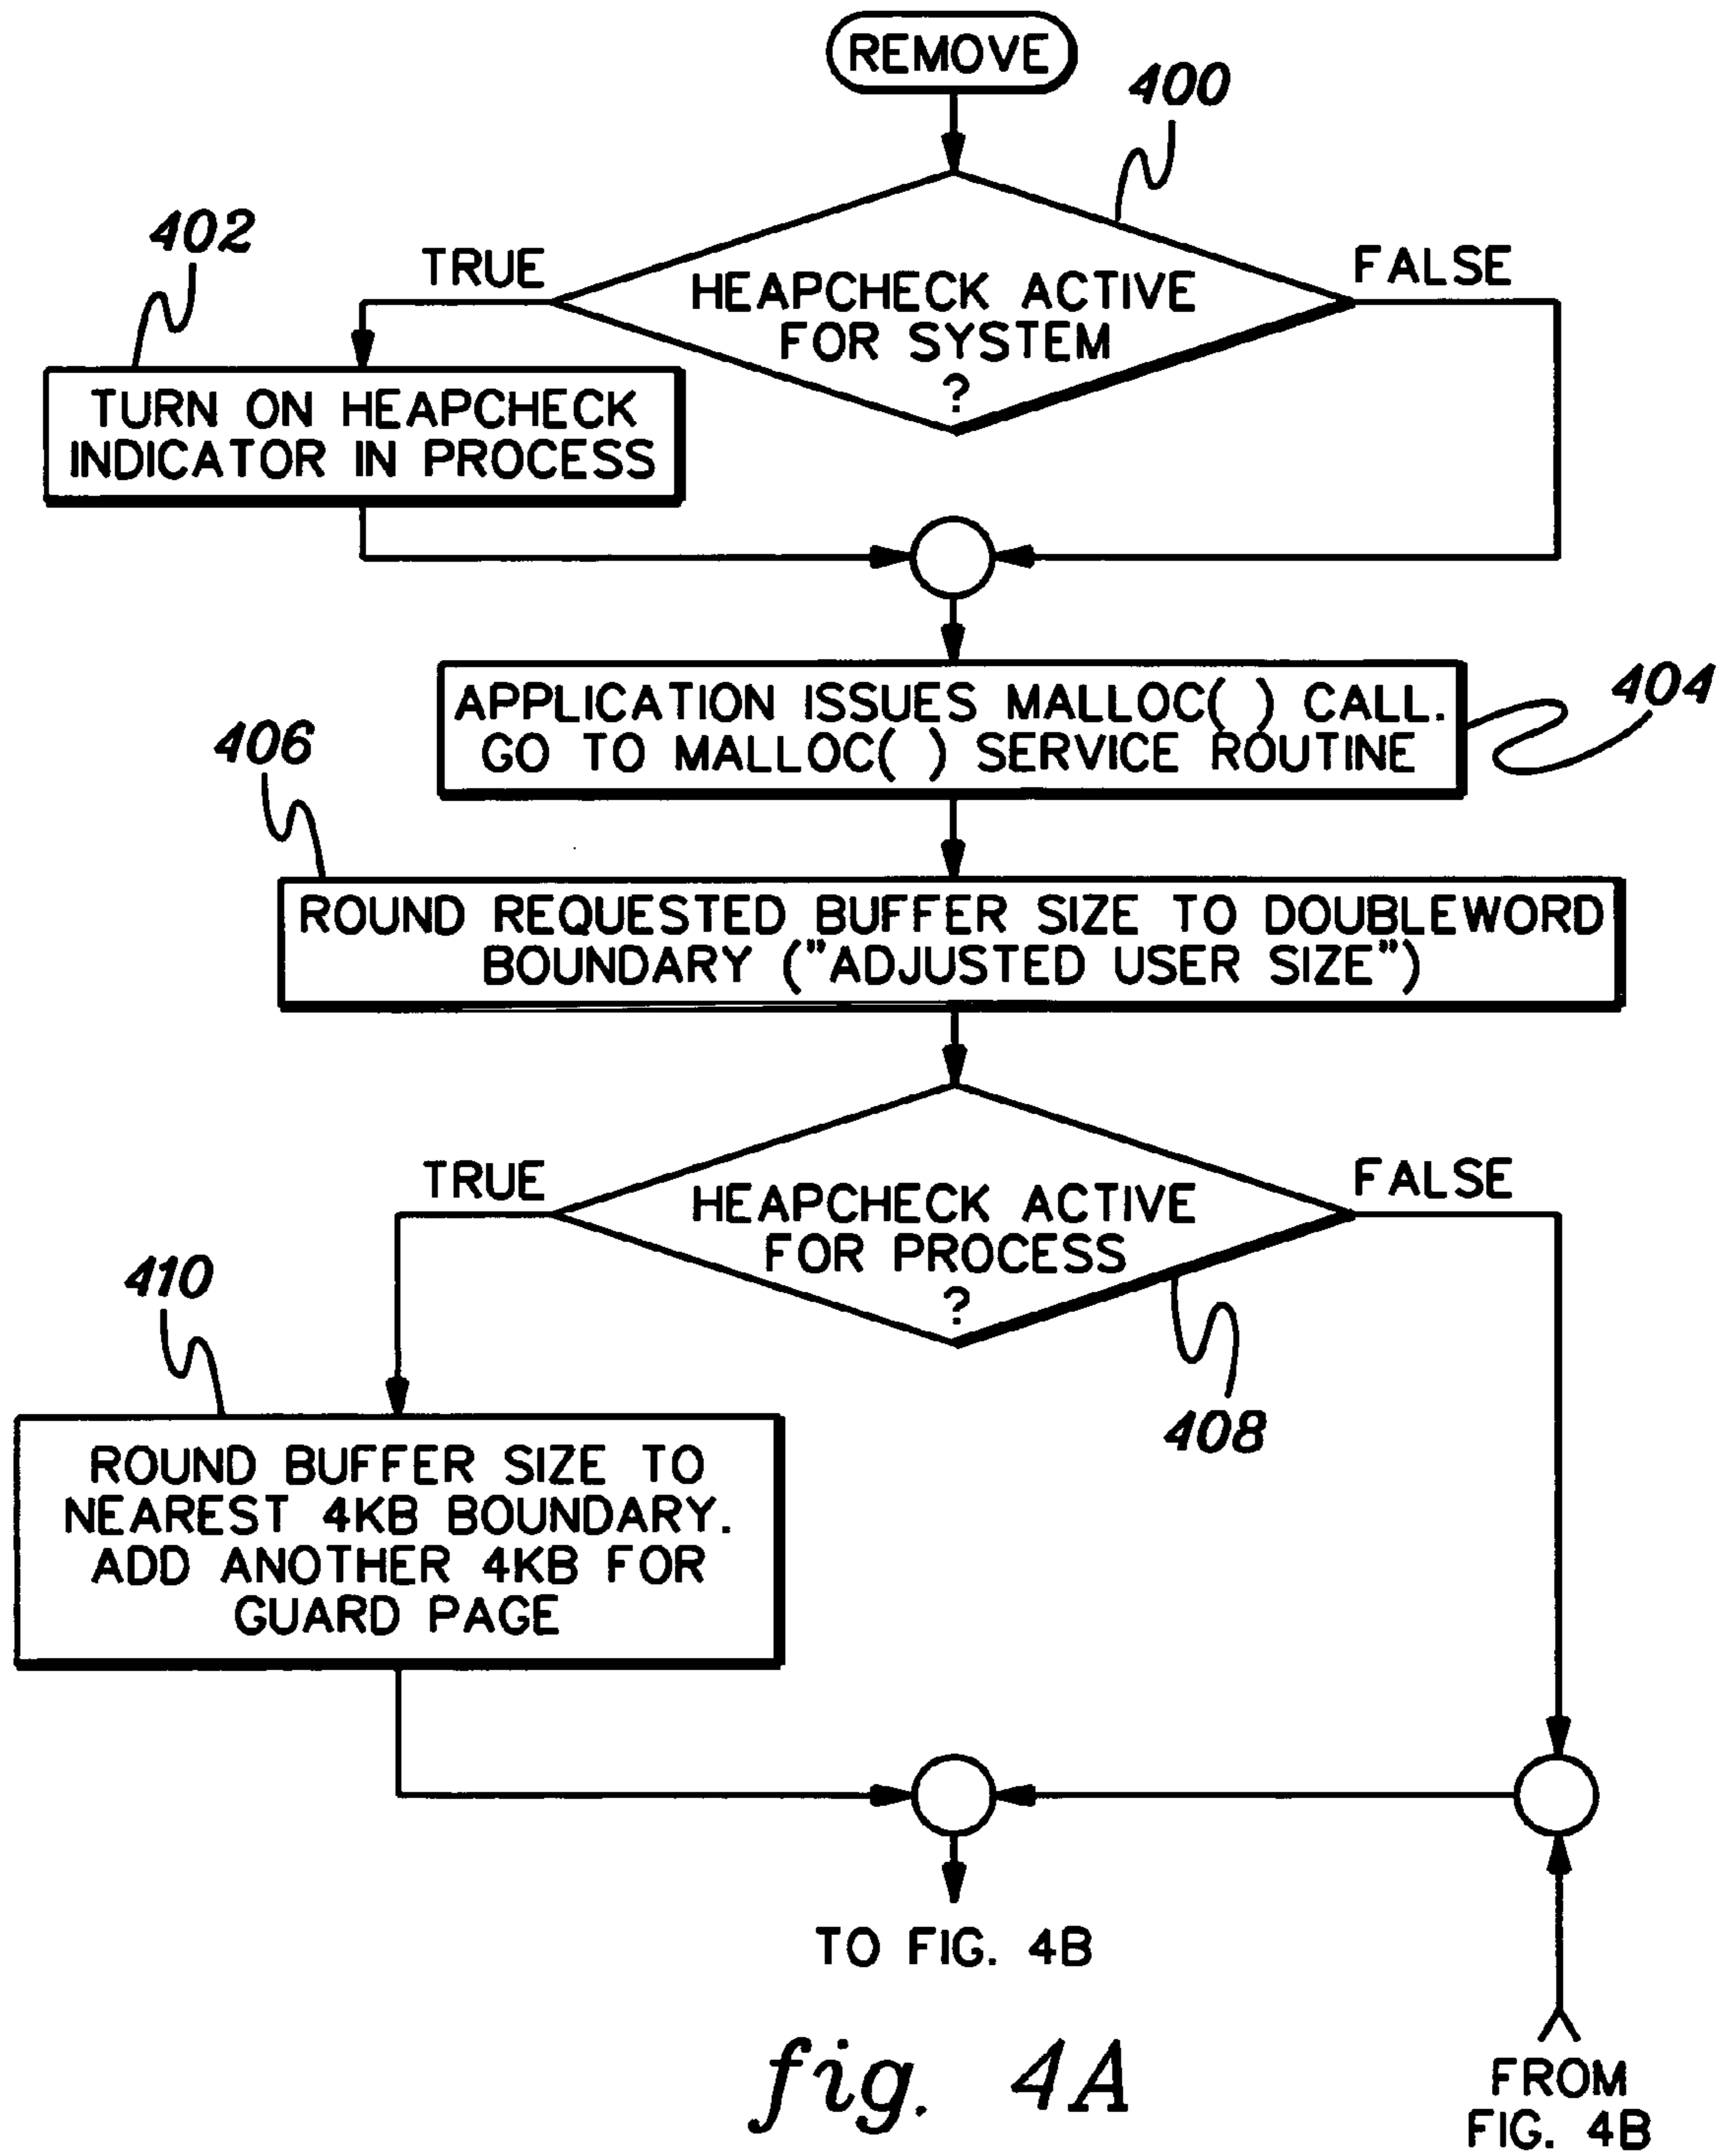 REMOVE
400
402
TRUE
FALSE
HEAPCHECK ACTIVE
FOR SYSTEM
?
TURN ON HEAPCHECK
INDICATOR IN PROCESS
404
APPLICATION ISSUES MALLOC( ) CALL.
GO TO MALLOC( ) SERVICE ROUTINE
406
ROUND REQUESTED BUFFER SIZE TO DOUBLEWORD
BOUNDARY ("ADJUSTED USER SIZE")
TRUE
FALSE
HEAPCHECK ACTIVE
FOR PROCESS
?
410
408
ROUND BUFFER SIZE TO
NEAREST 4KB BOUNDARY.
ADD ANOTHER 4KB FOR
GUARD PAGE
TO FIG. 4B
fig. 4A
FROM
FIG. 4B